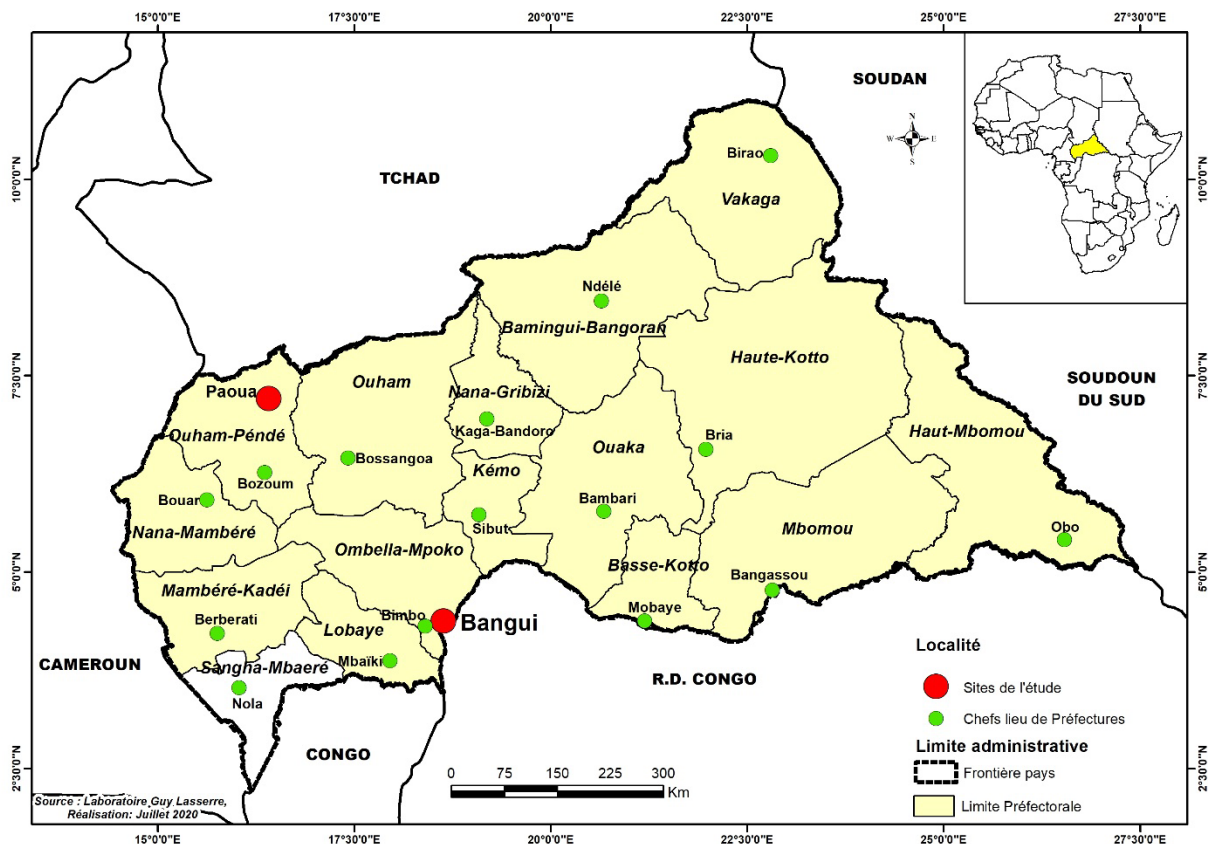 15°0'0"E
17°30'0"E
20°0'0"E
22°30'0"E
25°0'0"E
27°30'0"E
SOUDAN
N
W E
S
10°0'0"N
10°0'0"N
TCHAD
Birao
Vakaga
Ndélé
Bamingui-Bangoran
7°30'0"N
7°30'0"N
Haute-Kotto
SOUDOUN
DU SUD
Paoua
Ouham
Nana-Gribizi
Kaga-Bandoro
Ouham-Péndé
Bossangoa
Bozoum
Ouaka
Bria
Haut-Mbomou
Kémo
Bouar
Nana-Mambéré
Sibut
Bambari
Mbomou
Obo
Ombella-Mpoko
Basse-Kotto
5°0'0"N
5°0'0"N
Mambéré-Kadéi
Bangassou
Berberati
Lobaye
Bimbo
Bangui
Mobaye
Mbaïki
CAMEROUN
Sangha-Mbaeré
Nola
R.D. CONGO
CONGO
Localité
Sites de l'étude
Chefs lieu de Préfectures
Limite administrative
Frontière pays
Limite Préfectorale
2°30'0"N
2°30'0"N
0 75 150 225 300
Km
Source : Laboratoire Guy Lasserre,
Réalisation: Juillet 2020
15°0'0"E
17°30'0"E
20°0'0"E
22°30'0"E
25°0'0"E
27°30'0"E